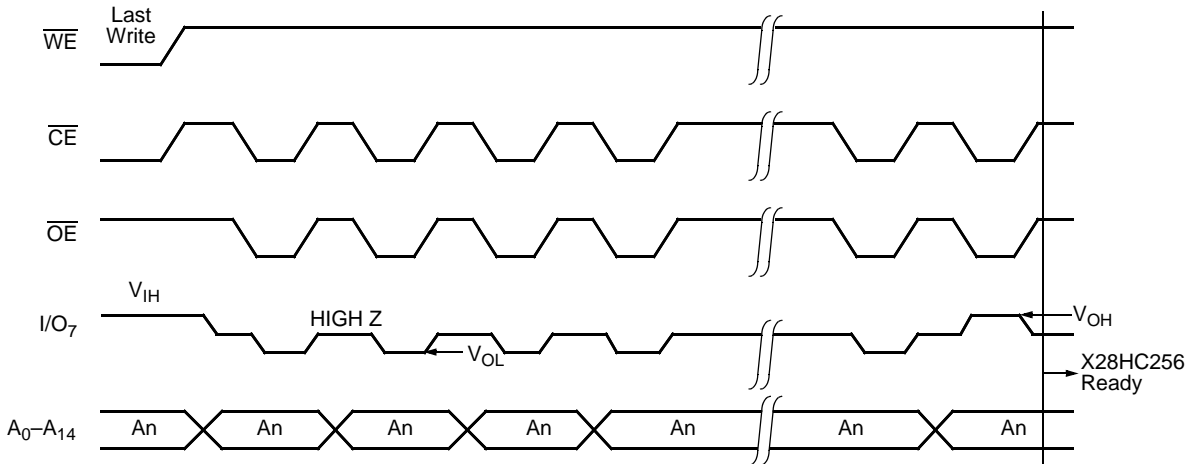 Last
Write
WE
CE
OE
VIH
I/O7
HIGH Z
VOL
VOH
X28HC256
Ready
A0–A14
An An An An An An An